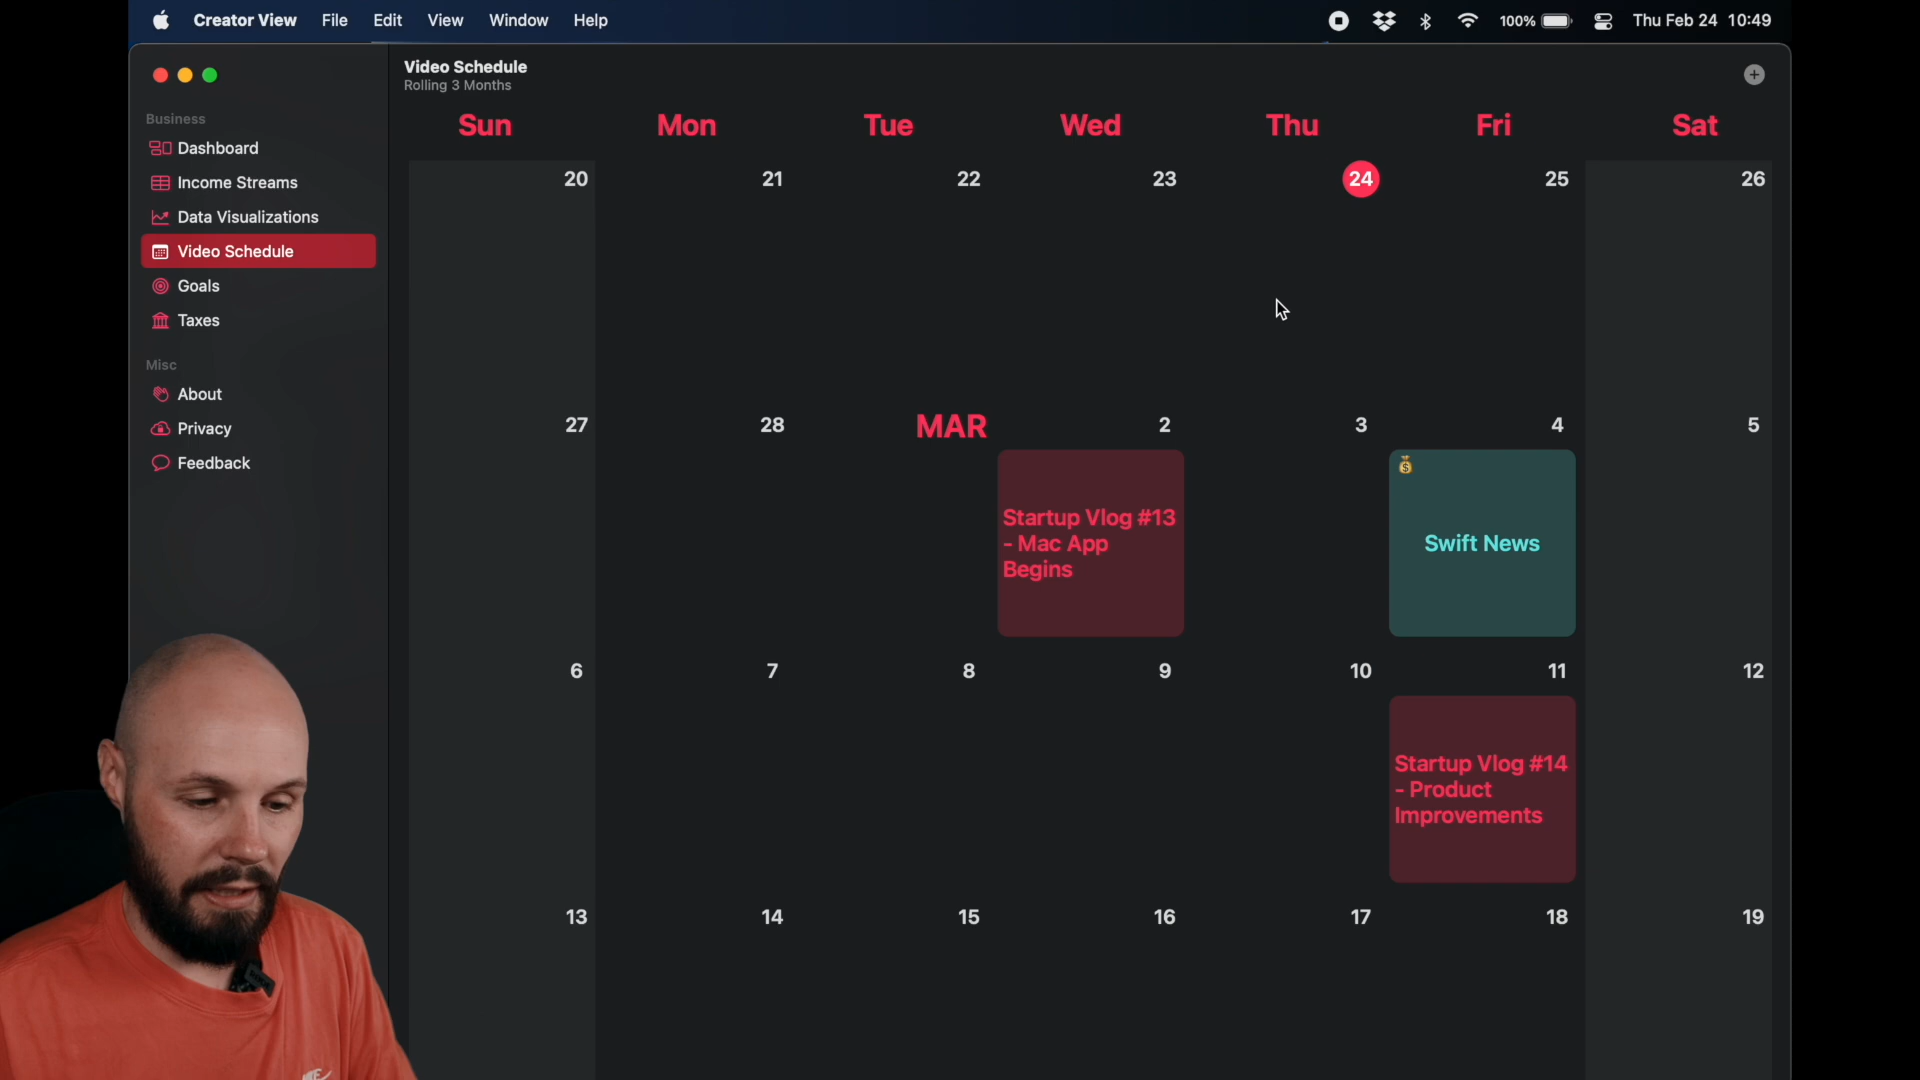 Creator View File Edit View Window Help 100% Thu Feb 24 10:49
Video Schedule
Rolling 3 Months
Business
Dashboard
Income Streams
Data Visualizations
Video Schedule
Goals
Taxes
Misc
About
Privacy
Feedback
Sun Mon Tue Wed Thu Fri Sat
20 21 22 23 24 25 26
27 28 MAR 2 3 4 5
Startup Vlog #13
- Mac App
Begins
Swift News
6 7 8 9 10 11 12
Startup Vlog #14
- Product
Improvements
13 14 15 16 17 18 19